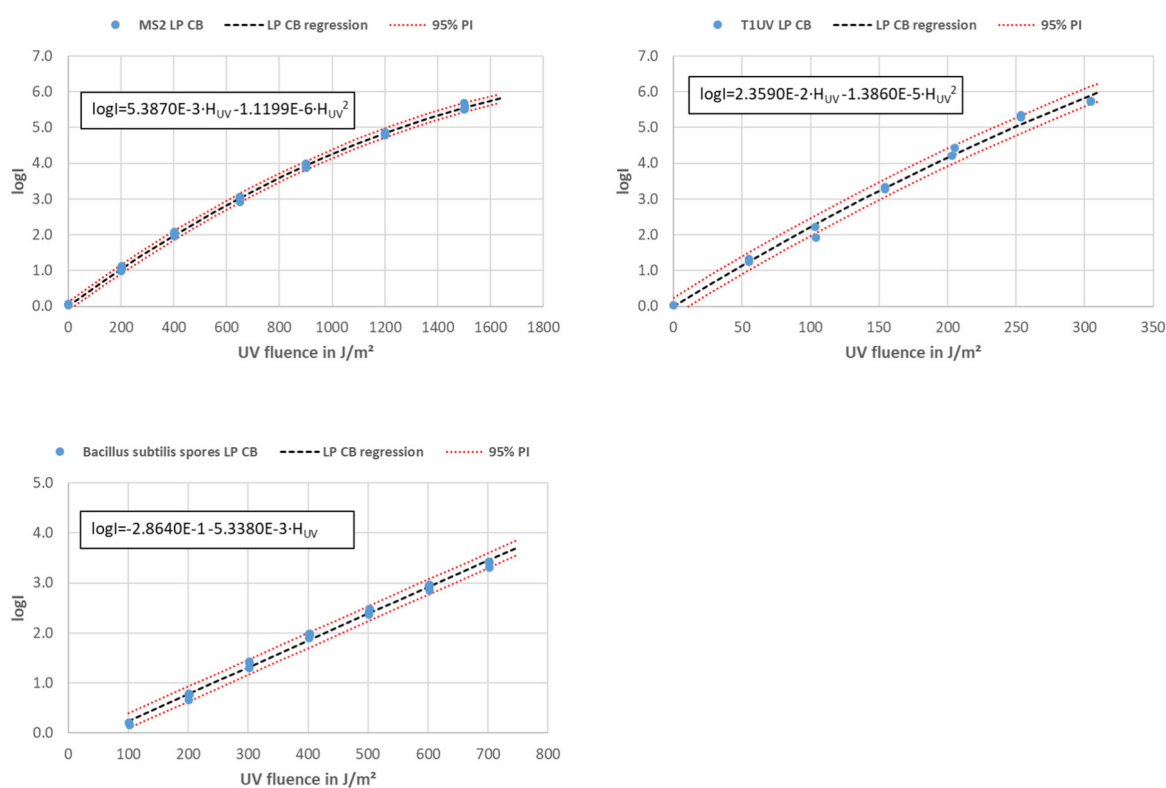 MS2 LP CB LP CB regression 95% PI
7.0
6.0
5.0
4.0
3.0
2.0
1.0
0.0
logI
logI=5.3870E-3·HUV -1.1199E-6·HUV²
0 200 400 600 800 1000 1200 1400 1600 1800
UV fluence in J/m²
T1UV LP CB LP CB regression 95% PI
7.0
6.0
5.0
4.0
3.0
2.0
1.0
0.0
logI
logI=2.3590E-2·HUV -1.3860E-5·HUV²
0 50 100 150 200 250 300 350
UV fluence in J/m²
Bacillus subtilis spores LP CB LP CB regression 95% PI
5.0
4.0
3.0
2.0
1.0
0.0
logI
logI=-2.8640E-1 -5.3380E-3·HUV
0 100 200 300 400 500 600 700 800
UV fluence in J/m²